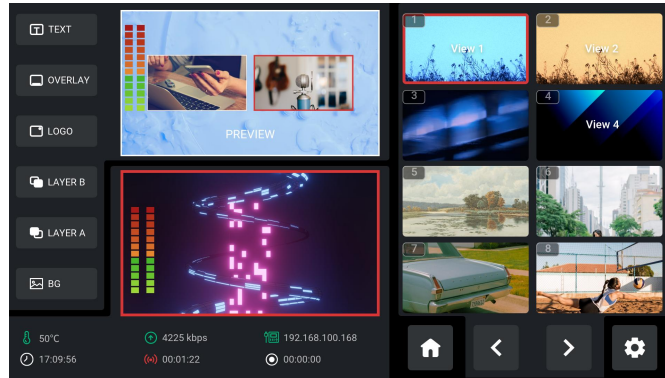 TEXT
OVERLAY
LOGO
LAYER B
LAYER A
BG
PREVIEW
50°C
4225 kbps
192.168.100.168
17:09:56
00:01:22
00:00:00
1
View 1
2
View 2
3
4
View 4
5
6
7
8